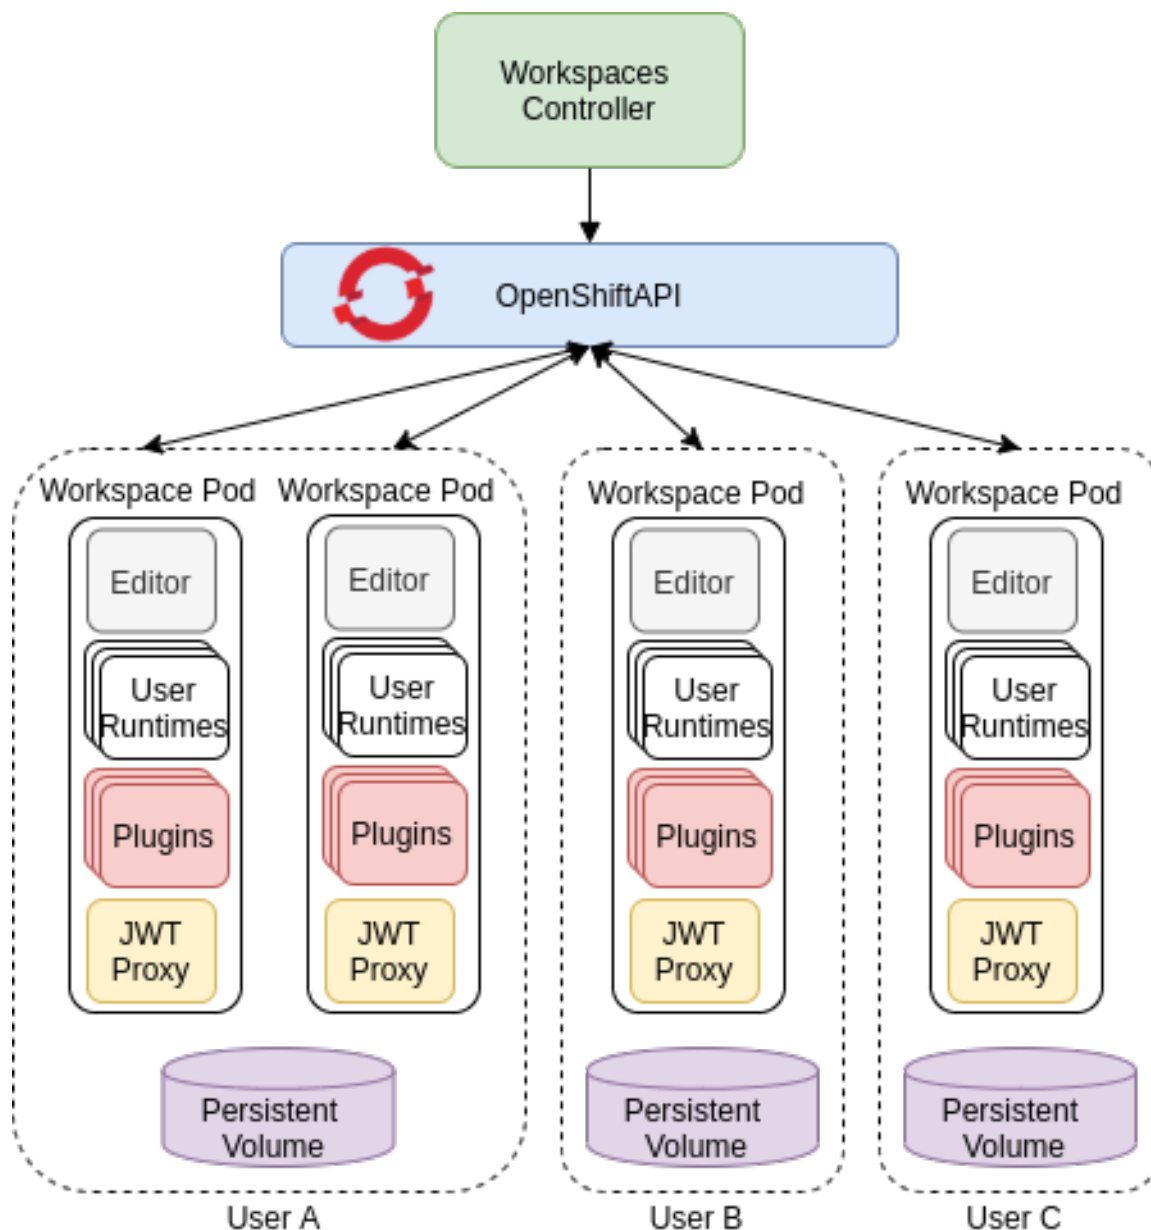 Workspaces
Controller
OpenShiftAPI
Workspace Pod
Workspace Pod
Workspace Pod
Workspace Pod
Editor
Editor
Editor
Editor
User
Runtimes
User
Runtimes
User
Runtimes
User
Runtimes
Plugins
Plugins
Plugins
Plugins
JWT
Proxy
JWT
Proxy
JWT
Proxy
JWT
Proxy
Persistent
Volume
Persistent
Volume
Persistent
Volume
User A
User B
User C